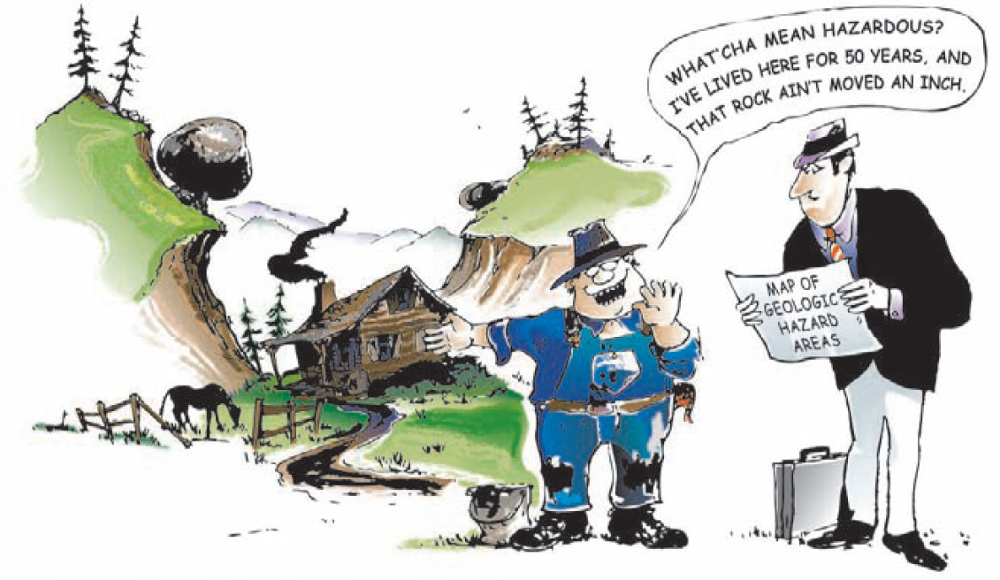 WHAT'CHA MEAN HAZARDOUS?
I'VE LIVED HERE FOR 50 YEARS, AND
THAT ROCK AIN'T MOVED AN INCH.
MAP OF
GEOLOGIC
HAZARD
AREAS